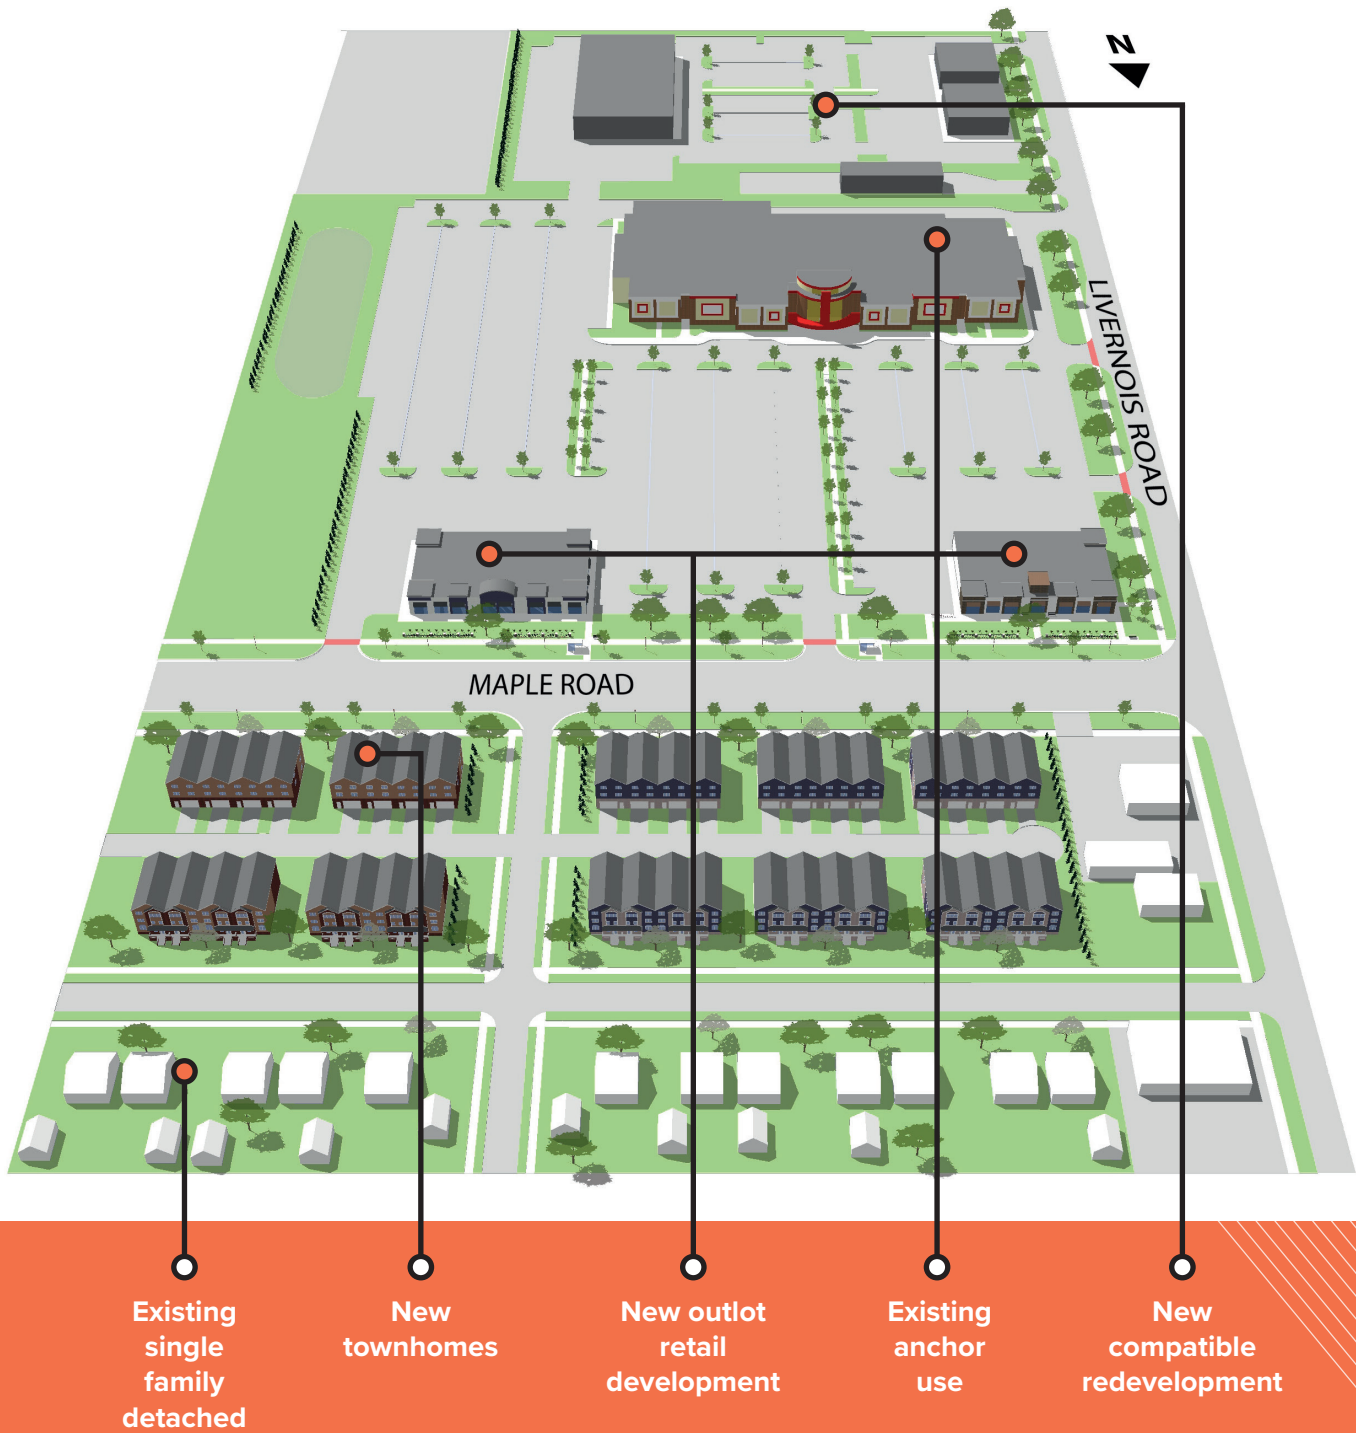 N
LIVERNOIS ROAD
MAPLE ROAD
Existing
single
family
detached
New
townhomes
New outlot
retail
development
Existing
anchor
use
New
compatible
redevelopment